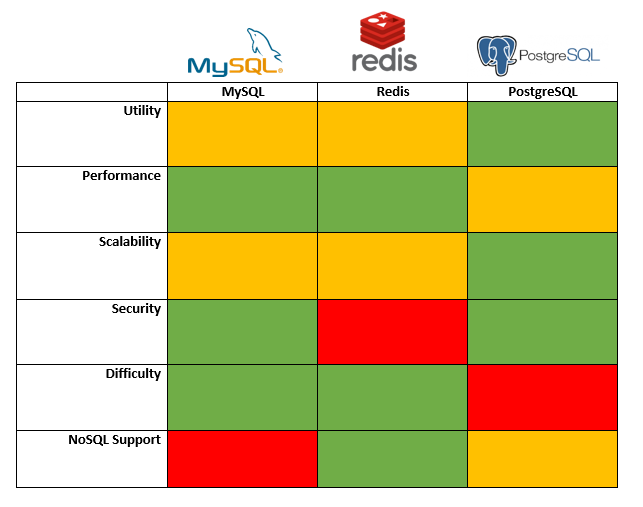 MySQL®
redis
PostgreSQL
MySQL Redis PostgreSQL
Utility
Performance
Scalability
Security
Difficulty
NoSQL Support